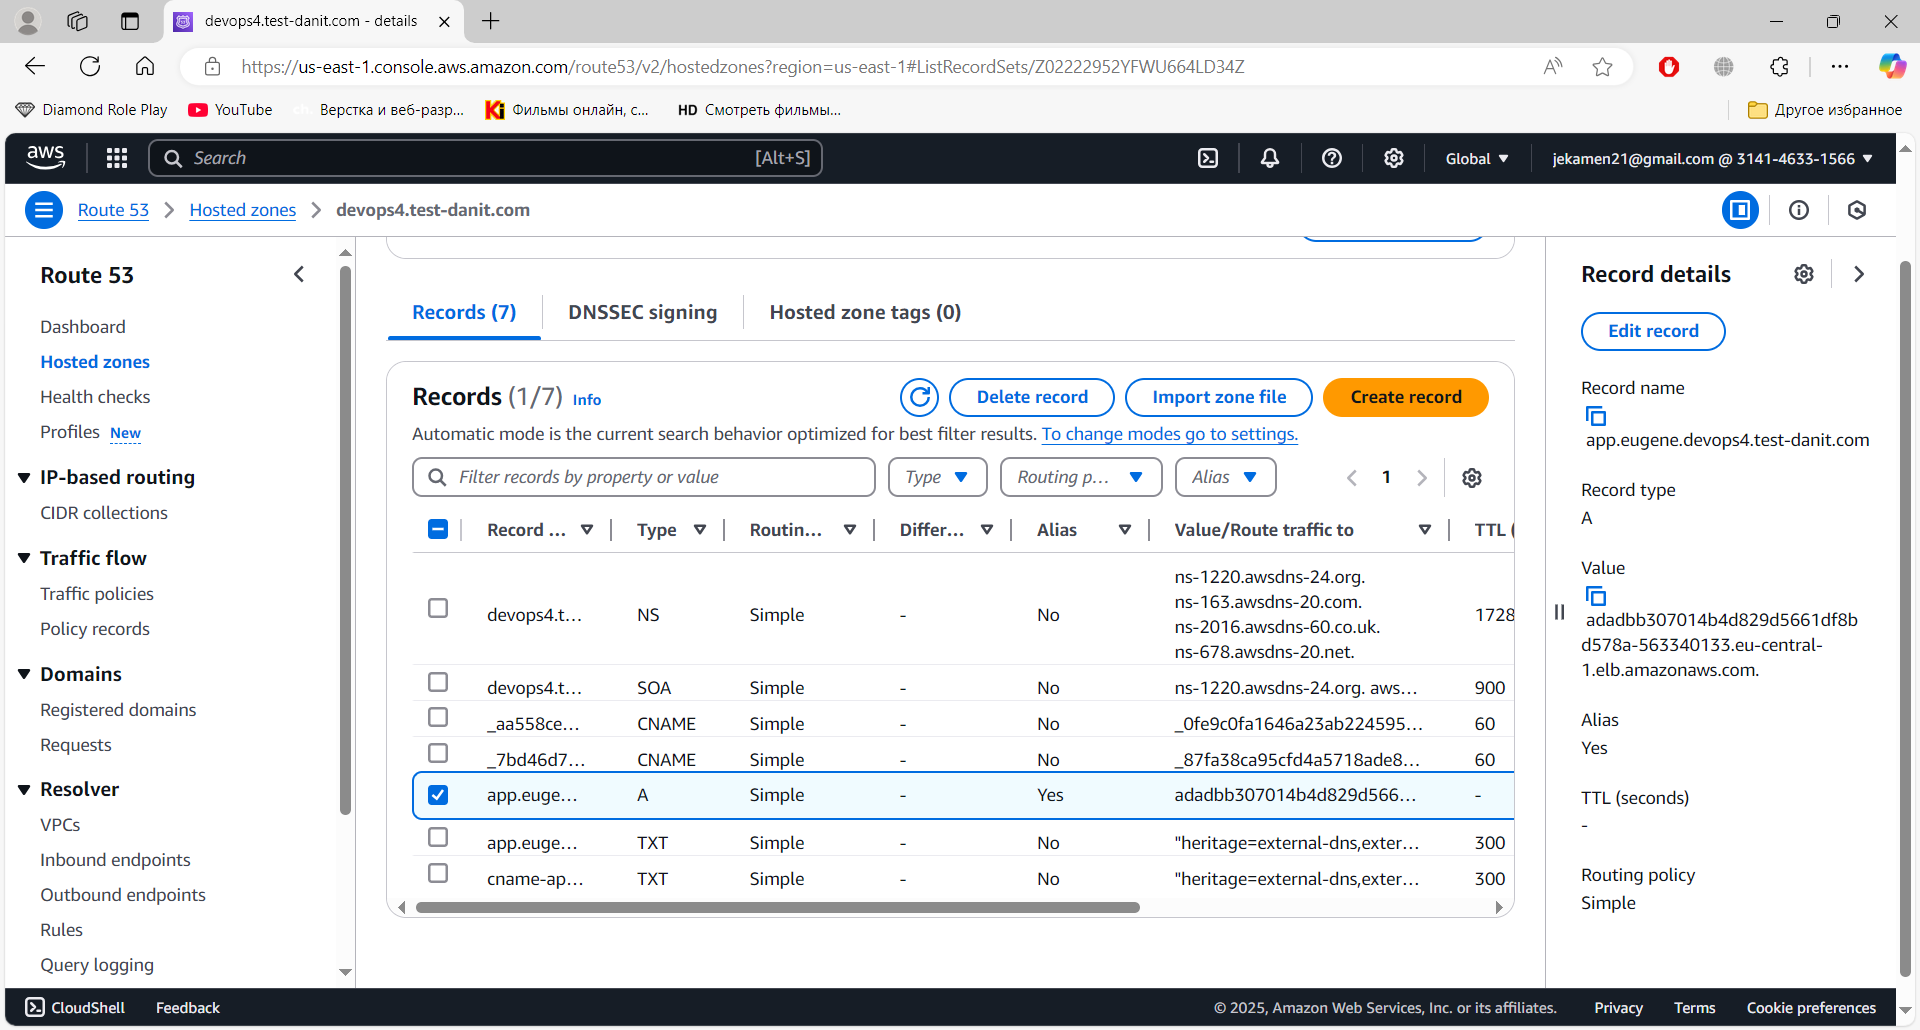 devops4.test-danit.com - details
https://us-east-1.console.aws.amazon.com/route53/v2/hostedzones?region=us-east-1#ListRecordSets/Z02222952YFWU664LD34Z
Diamond Role Play
YouTube
ch.
Верстка и веб-разр...
Фильмы онлайн, с...
HD Смотреть фильмы...
Другое избранное
aws
Search
[Alt+S]
Global
jekamen21@gmail.com @ 3141-4633-1566
Route 53
Hosted zones
devops4.test-danit.com
Route 53
Dashboard
Hosted zones
Health checks
Profiles New
IP-based routing
CIDR collections
Traffic flow
Traffic policies
Policy records
Domains
Registered domains
Requests
Resolver
VPCs
Inbound endpoints
Outbound endpoints
Rules
Query logging
Records (7)
DNSSEC signing
Hosted zone tags (0)
Records (1/7) Info
Delete record
Import zone file
Create record
Automatic mode is the current search behavior optimized for best filter results. To change modes go to settings.
Filter records by property or value
Type
Routing p...
Alias
1
Record ... Type Routin... Differ... Alias Value/Route traffic to TTL (
devops4.t... NS Simple - No ns-1220.awsdns-24.org.
ns-163.awsdns-20.com.
ns-2016.awsdns-60.co.uk.
ns-678.awsdns-20.net. 1728
devops4.t... SOA Simple - No ns-1220.awsdns-24.org. aws... 900
_aa558ce... CNAME Simple - No _0fe9c0fa1646a23ab224595... 60
_7bd46d7... CNAME Simple - No _87fa38ca95cfd4a5718ade8... 60
app.euge... A Simple - Yes adadbb307014b4d829d566... -
app.euge... TXT Simple - No "heritage=external-dns,exter... 300
cname-ap... TXT Simple - No "heritage=external-dns,exter... 300
Record details
Edit record
Record name
app.eugene.devops4.test-danit.com
Record type
A
Value
adadbb307014b4d829d5661df8b
d578a-563340133.eu-central-
1.elb.amazonaws.com.
Alias
Yes
TTL (seconds)
-
Routing policy
Simple
CloudShell
Feedback
© 2025, Amazon Web Services, Inc. or its affiliates.
Privacy
Terms
Cookie preferences